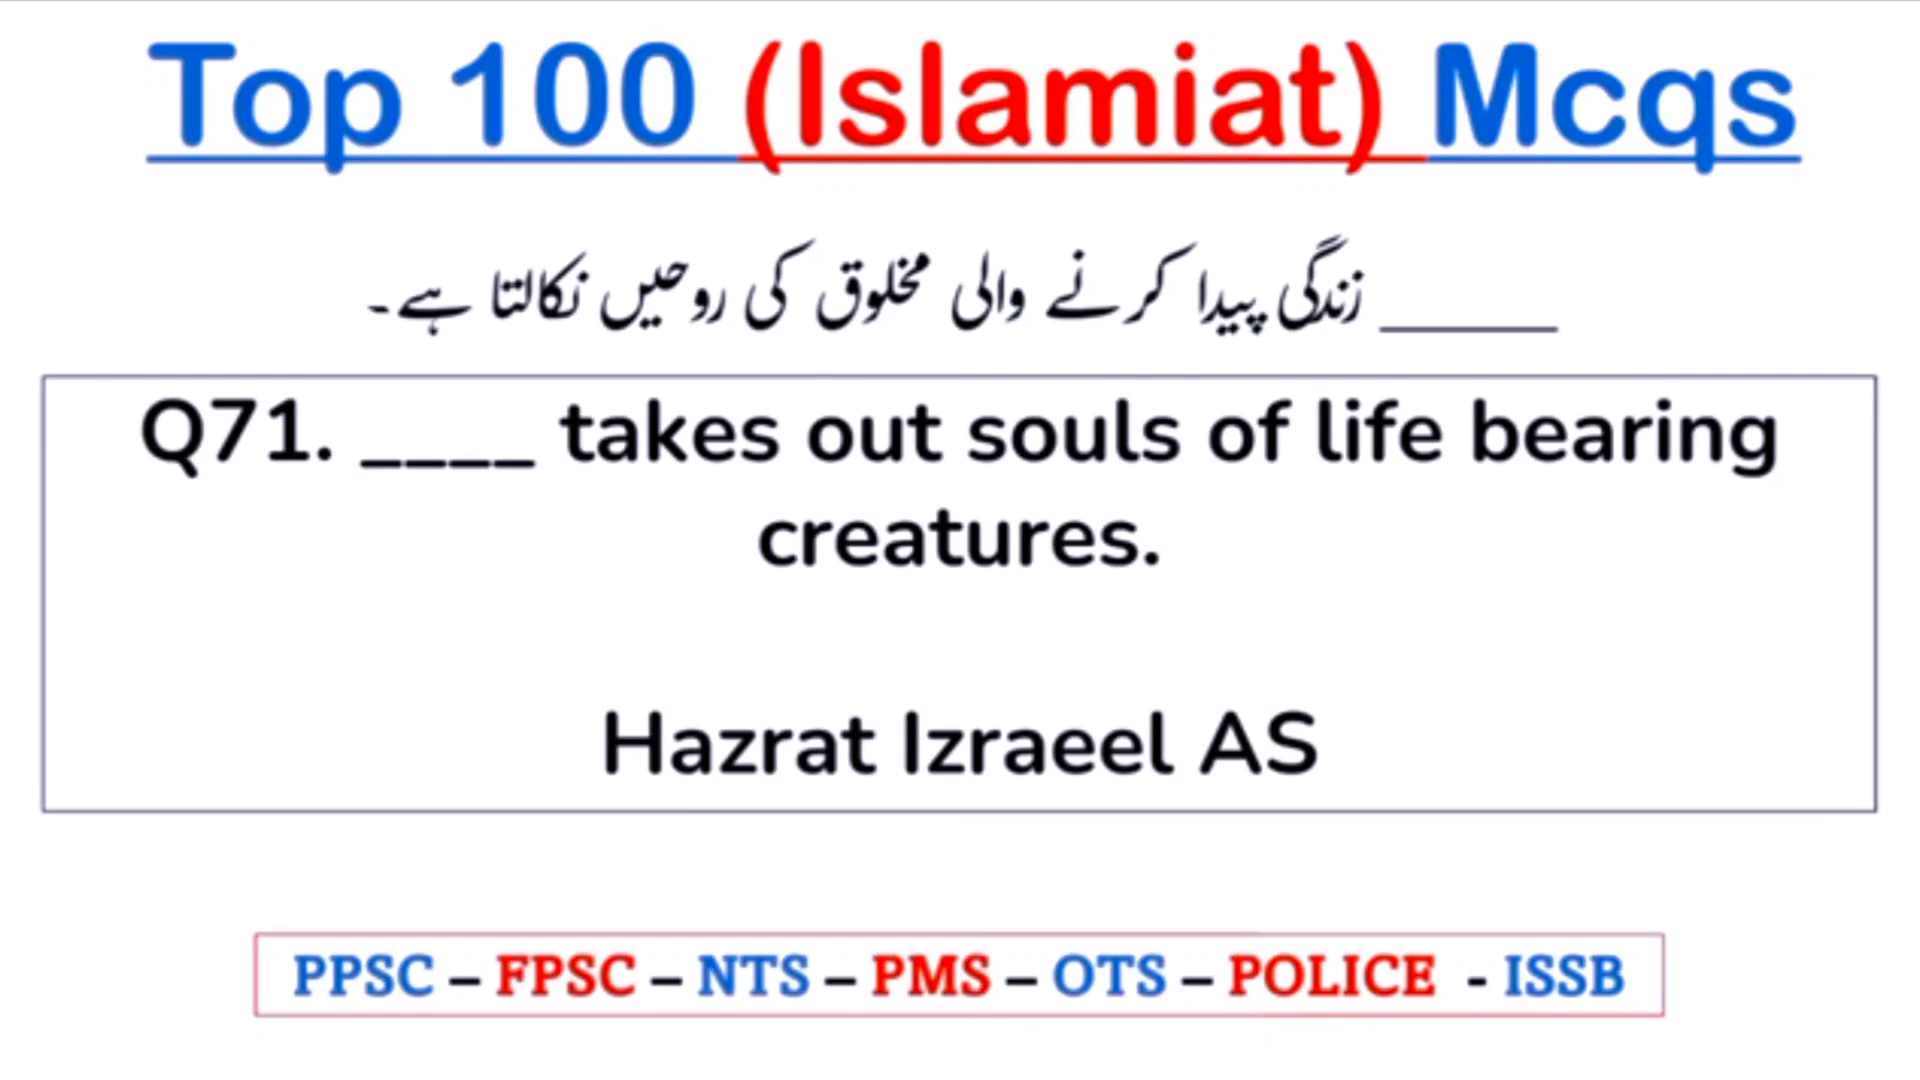 Top 100 (Islamiat) Mcqs
_____ زندگی پیدا کرنے والی مخلوق کی روحیں نکالتا ہے۔
Q71. ____ takes out souls of life bearing
creatures.
Hazrat Izraeel AS
PPSC – FPSC – NTS – PMS – OTS – POLICE - ISSB